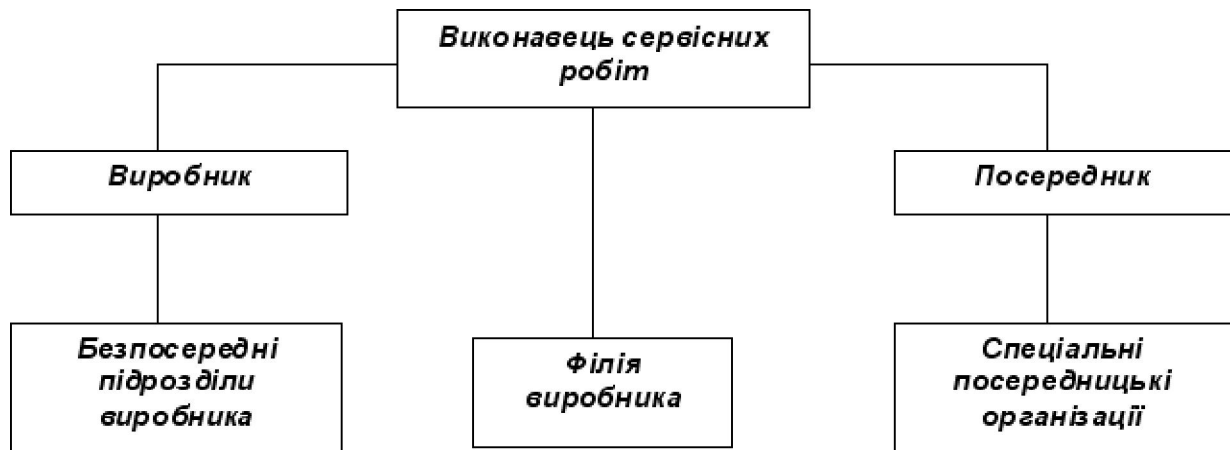 Виконавець сервісних
робіт
Виробник
Посередник
Безпосередні
підрозділи
виробника
Філія
виробника
Спеціальні
посередницькі
організації